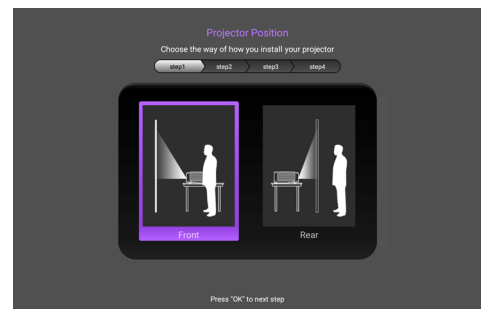 Projector Position
Choose the way of how you install your projector
step1 step2 step3 step4
Front Rear
Press "OK" to next step